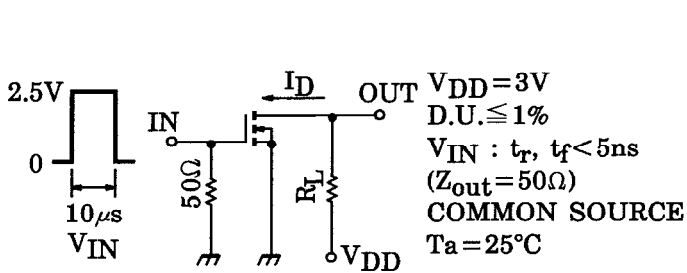 2.5V
0
10μs
VIN
IN
50Ω
ID
OUT
RL
VDD
VDD=3V
D.U.≦1%
VIN : tr, tf<5ns
(Zout=50Ω)
COMMON SOURCE
Ta=25°C